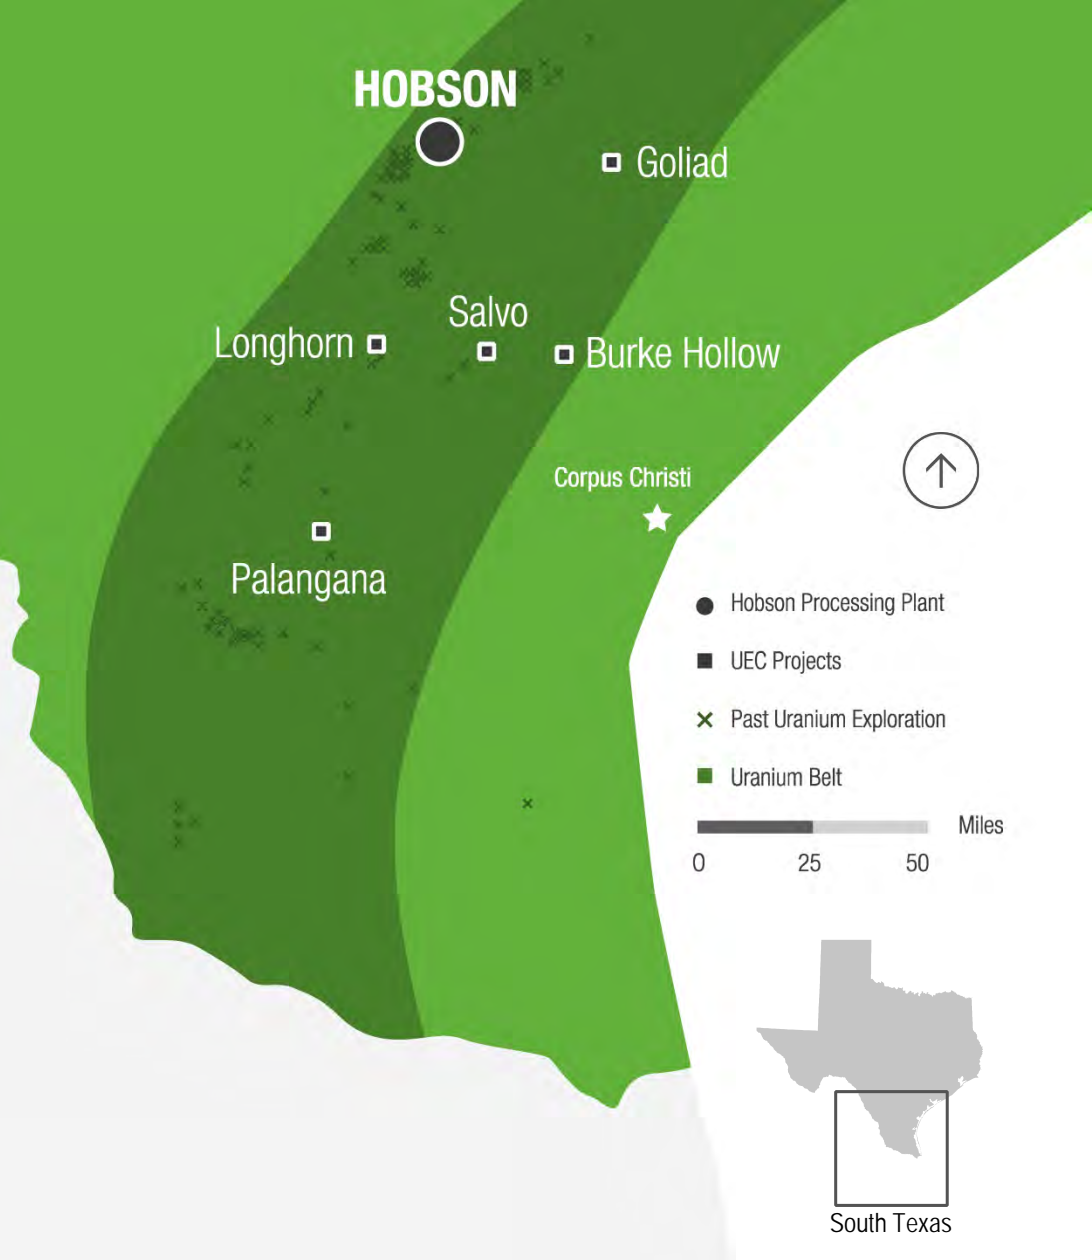 HOBSON
Goliad
Salvo
Longhorn
Burke Hollow
Corpus Christi
Palangana
Hobson Processing Plant
UEC Projects
Past Uranium Exploration
Uranium Belt
Miles
0 25 50
South Texas